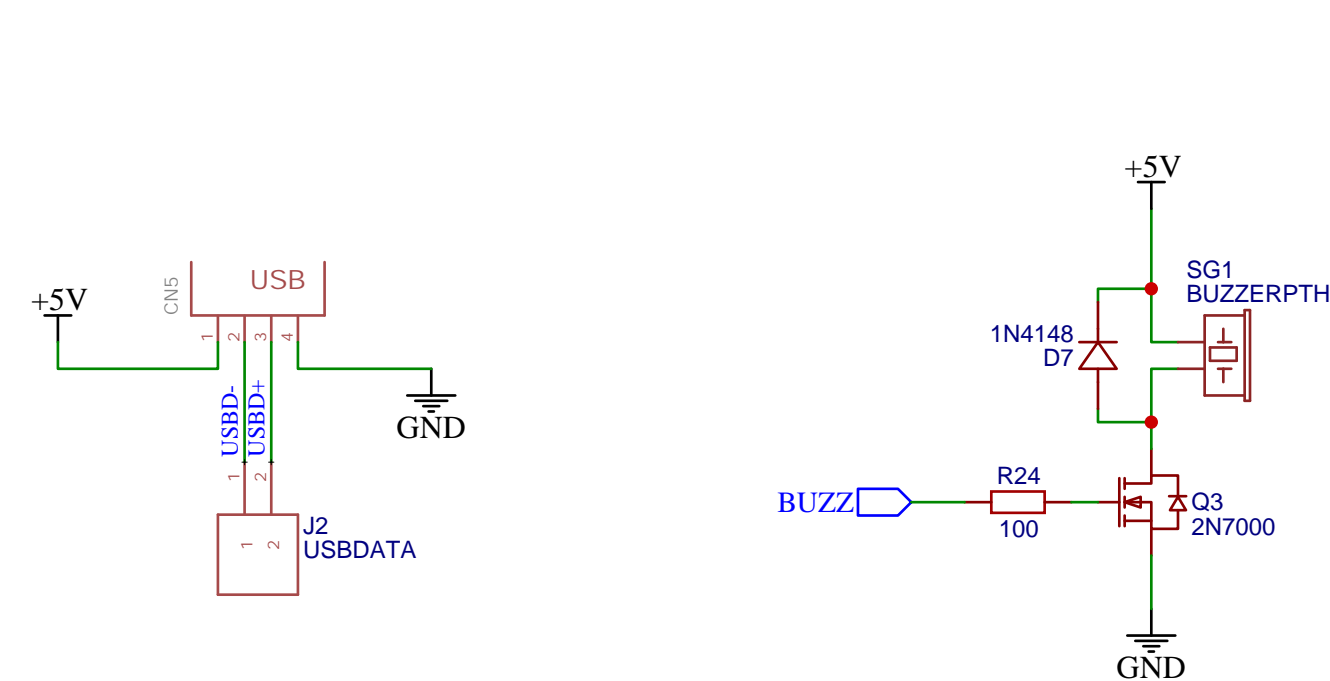 +5V
CN5
USB
1
2
3
4
USBD-
USBD+
GND
1
2
J2
USBDATA
1
2
+5V
SG1
BUZZERPTH
1N4148
D7
BUZZ
R24
100
Q3
2N7000
GND